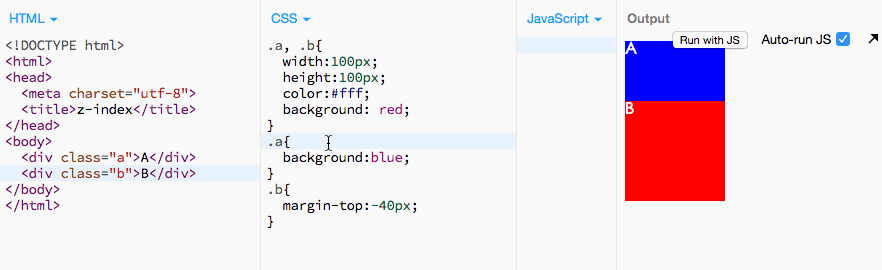 HTML
<!DOCTYPE html>
<html>
<head>
<meta charset="utf-8">
<title>z-index</title>
</head>
<body>
<div class="a">A</div>
<div class="b">B</div>
</body>
</html>
CSS
.a, .b{
width:100px;
height:100px;
color:#fff;
background: red;
}
.a{
background:blue;
}
.b{
margin-top:-40px;
}
JavaScript
Output
Run with JS
Auto-run JS
A
B